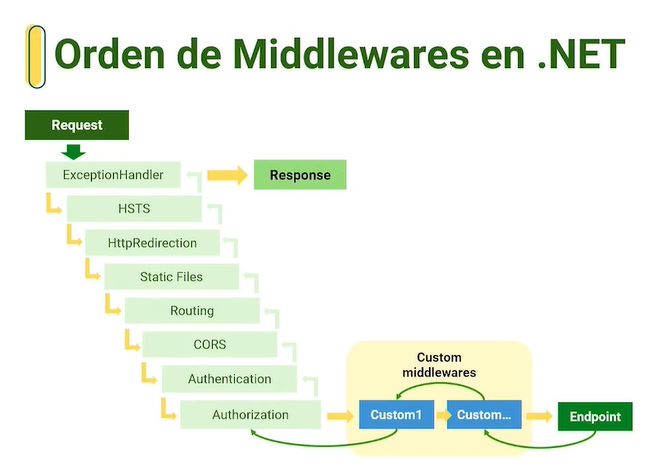 Orden de Middlewares en .NET
Request
ExceptionHandler
Response
HSTS
HttpRedirection
Static Files
Routing
CORS
Authentication
Authorization
Custom
middlewares
Custom1
Custom...
Endpoint